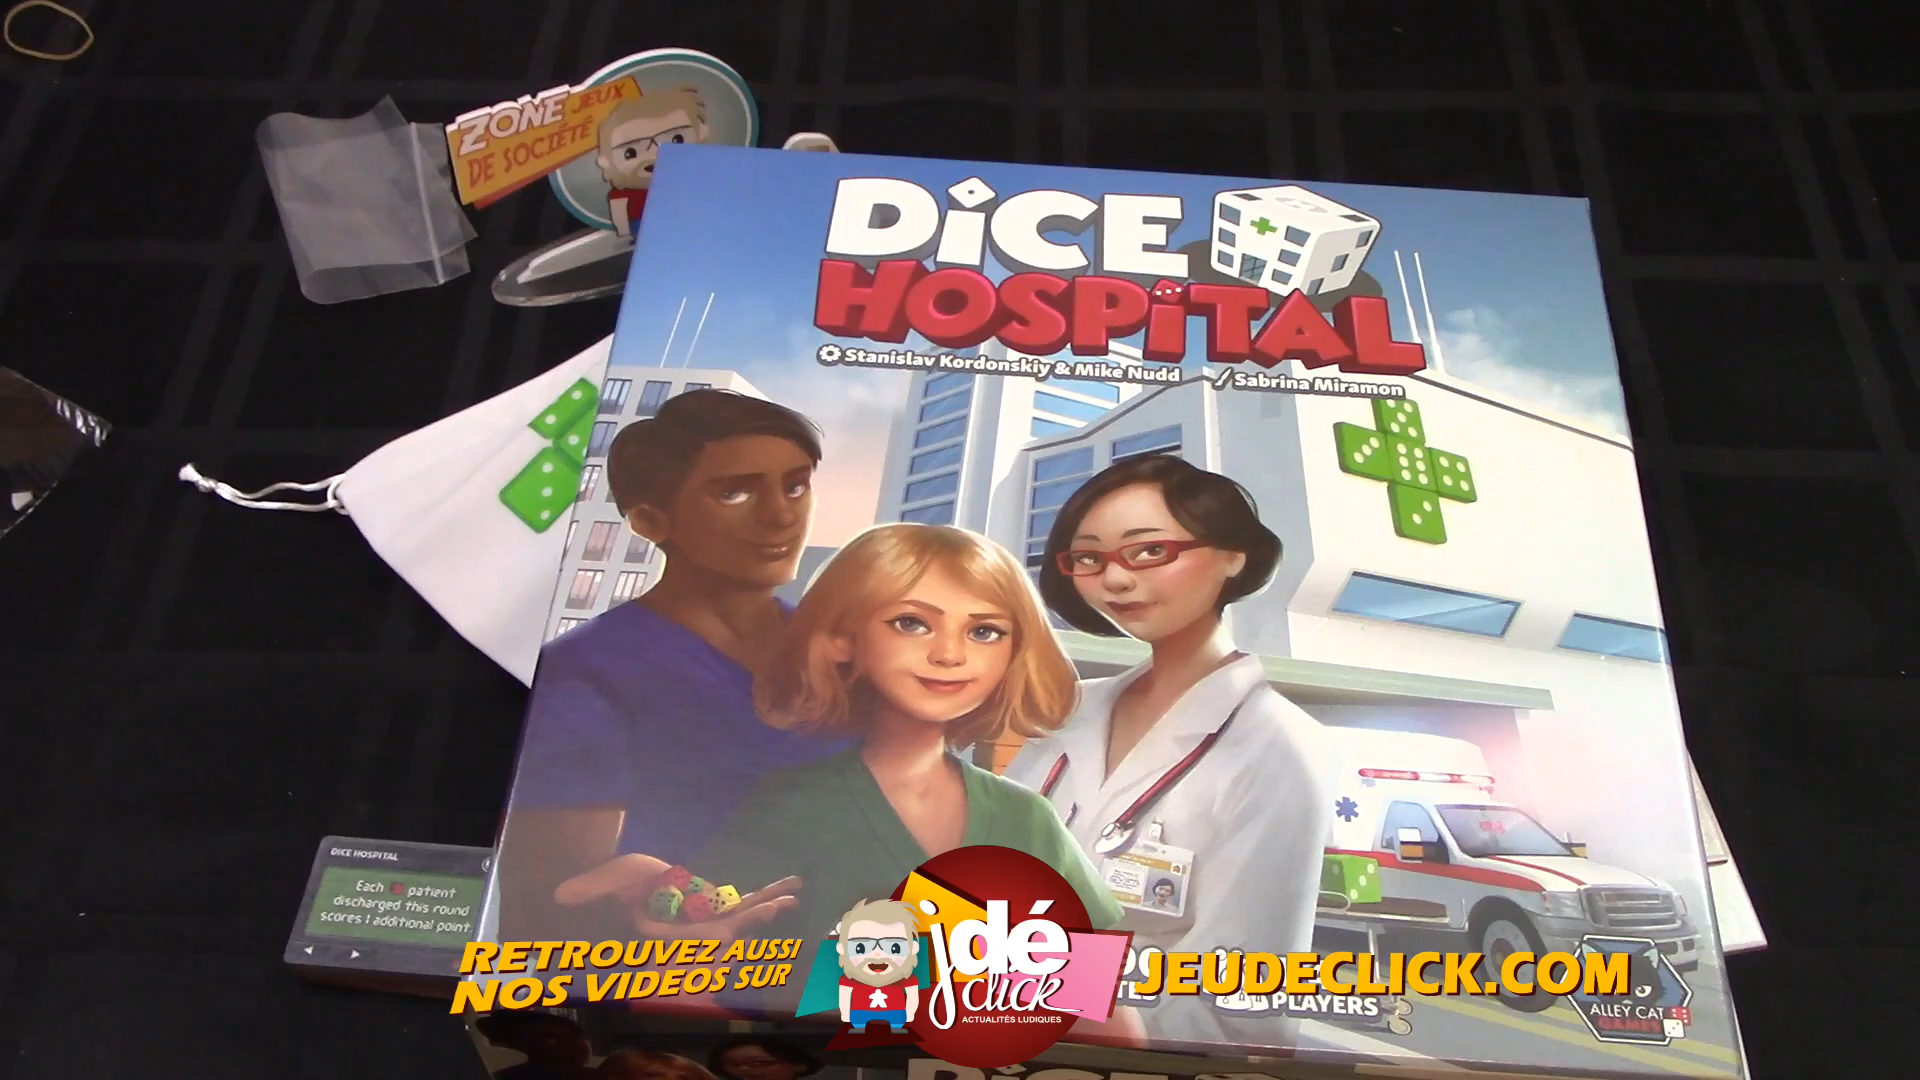 ZONE JEUX
DE SOCIÉTÉ
DiCE
HOSPiTAL
Stanislav Kordonskiy & Mike Nudd
Sabrina Miramon
DICE HOSPITAL
Each patient
discharged this round
scores 1 additional point.
RETROUVEZ AUSSI
NOS VIDEOS SUR
jdé
click
ACTUALITÉS LUDIQUES
JEUDECLICK.COM
PLAYERS
ALLEY CAT
GAMES
DiCE